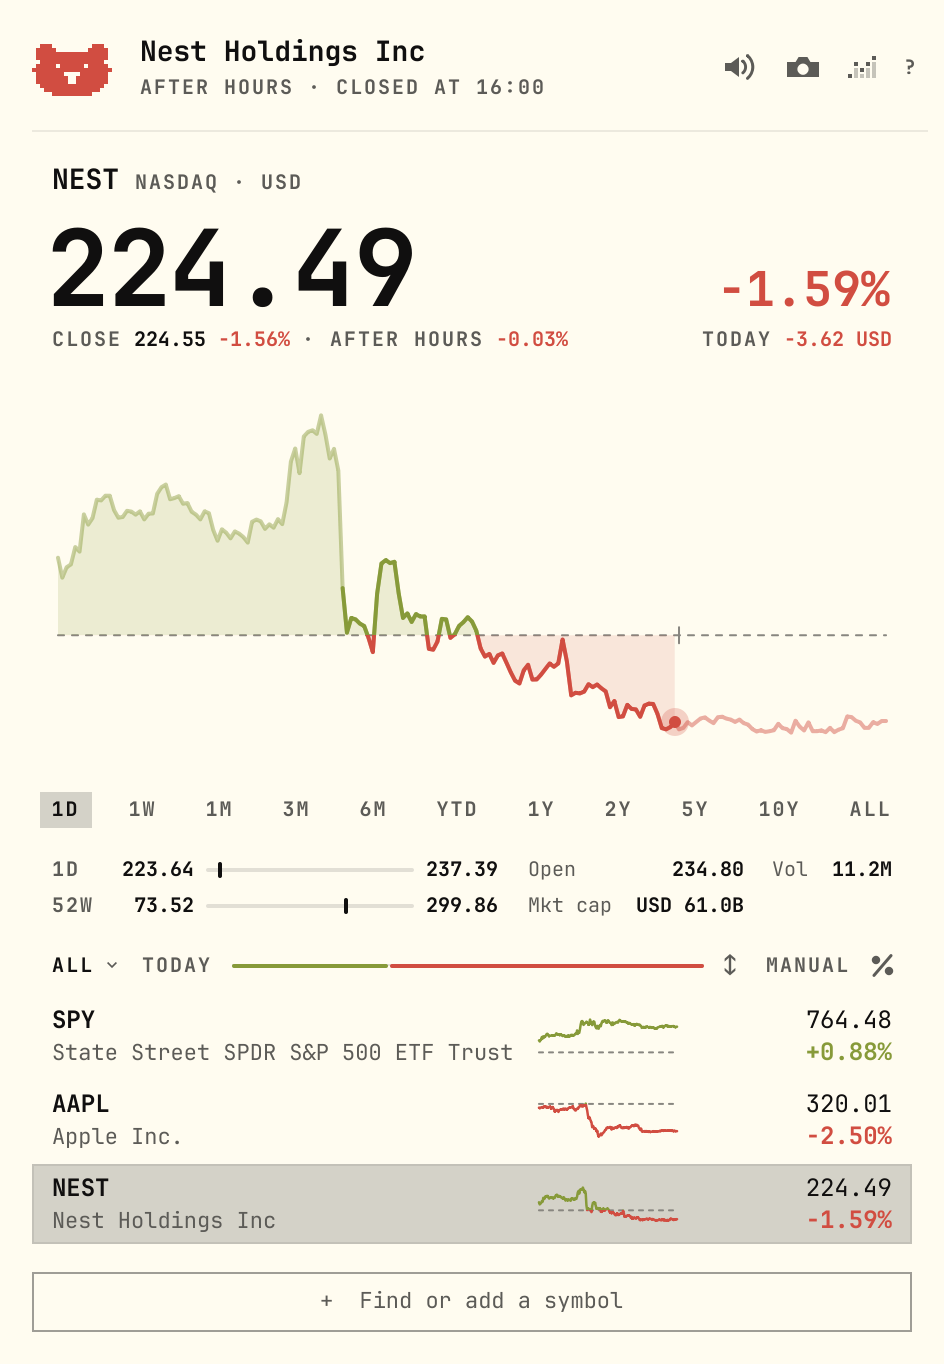 Nest Holdings Inc
AFTER HOURS · CLOSED AT 16:00
?
NEST NASDAQ · USD
224.49
-1.59%
CLOSE 224.55 -1.56% · AFTER HOURS -0.03%
TODAY -3.62 USD
1D 1W 1M 3M 6M YTD 1Y 2Y 5Y 10Y ALL
1D 223.64 237.39 Open 234.80 Vol 11.2M
52W 73.52 299.86 Mkt cap USD 61.0B
ALL TODAY MANUAL %
SPY 764.48
State Street SPDR S&P 500 ETF Trust +0.88%
AAPL 320.01
Apple Inc. -2.50%
NEST 224.49
Nest Holdings Inc -1.59%
+ Find or add a symbol